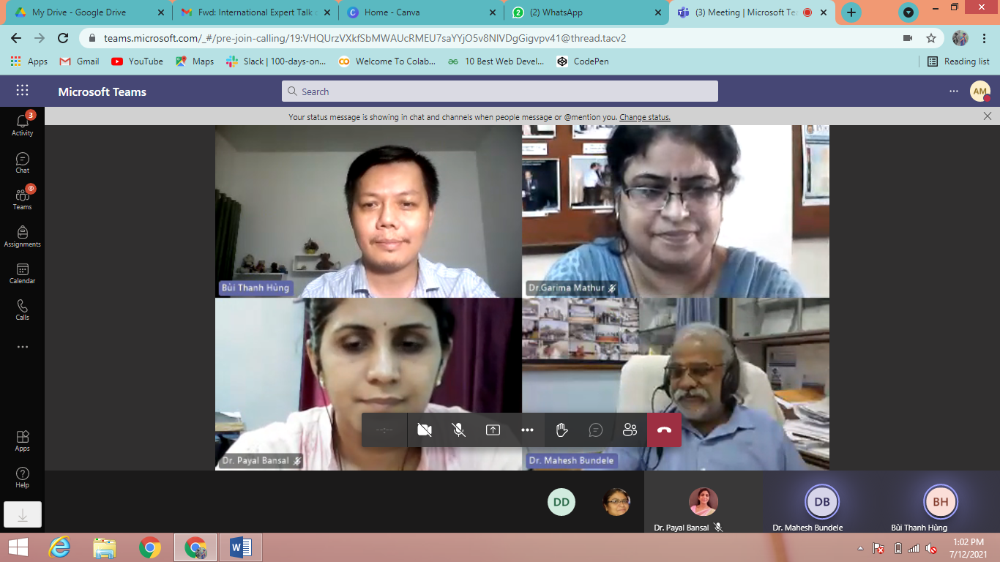 My Drive - Google Drive
Fwd: International Expert Talk
Home - Canva
(2) WhatsApp
(3) Meeting | Microsoft Tea
teams.microsoft.com/_#/pre-join-calling/19:VHQUrzVXkfSbMWAUcRMEU7saYYjO5v8NIVDgGigvpv41@thread.tacv2
Apps
Gmail
YouTube
Maps
Slack | 100-days-on...
Welcome To Colab...
10 Best Web Devel...
CodePen
Reading list
Microsoft Teams
Search
AM
Your status message is showing in chat and channels when people message or @mention you. Change status.
3
Activity
Chat
@
Teams
Assignments
Calendar
Calls
Apps
Help
Bùi Thanh Hùng
Dr.Garima Mathur
Dr. Payal Bansal
Dr. Mahesh Bundele
DD
DB
BH
Dr. Payal Bansal
Dr. Mahesh Bundele
Bùi Thanh Hùng
1:02 PM
7/12/2021